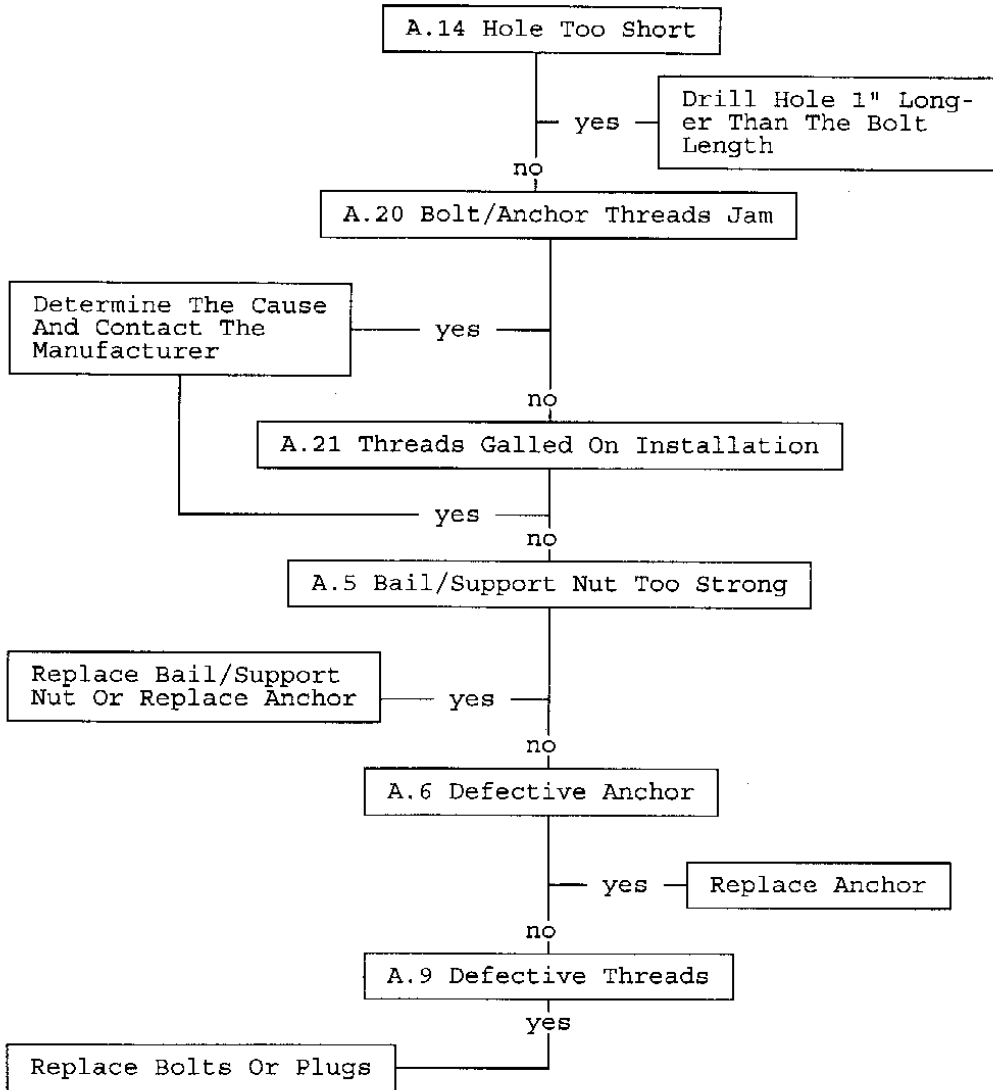 A.14 Hole Too Short
yes
Drill Hole 1" Long-
er Than The Bolt
Length
no
A.20 Bolt/Anchor Threads Jam
Determine The Cause
And Contact The
Manufacturer
yes
no
A.21 Threads Galled On Installation
yes
no
A.5 Bail/Support Nut Too Strong
Replace Bail/Support
Nut Or Replace Anchor
yes
no
A.6 Defective Anchor
yes
Replace Anchor
no
A.9 Defective Threads
yes
Replace Bolts Or Plugs